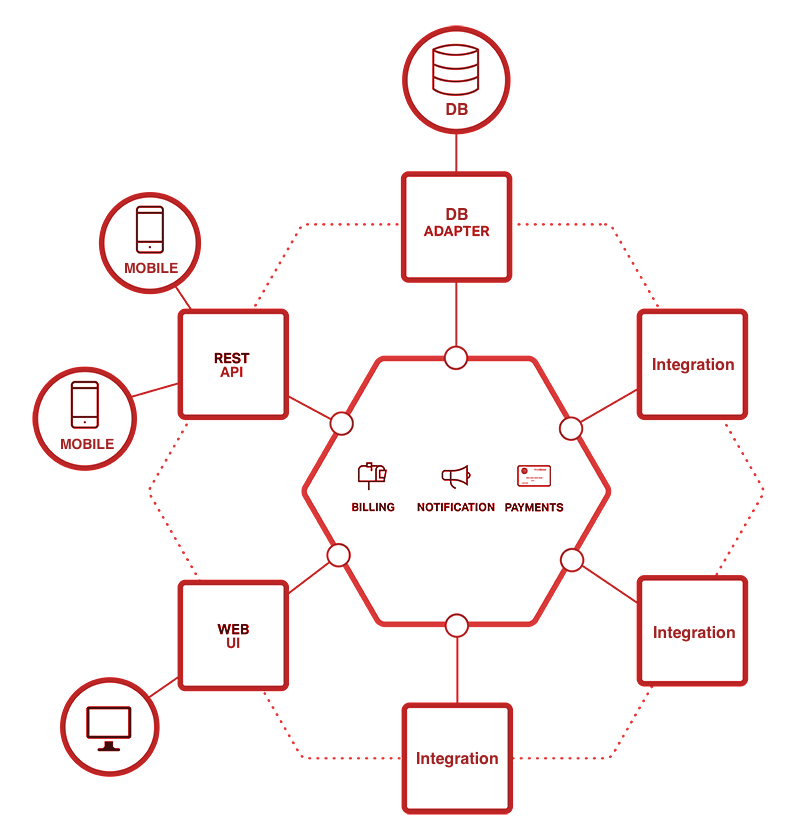 DB
DB
ADAPTER
MOBILE
REST
API
Integration
MOBILE
BILLING
NOTIFICATION
PAYMENTS
WEB
UI
Integration
Integration